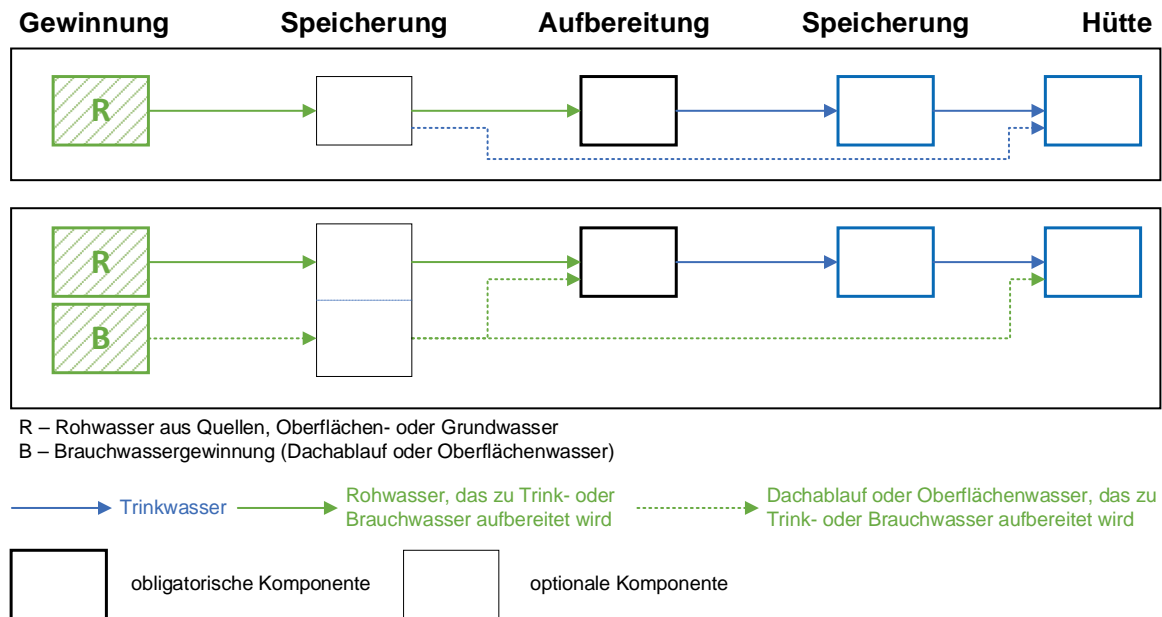 Gewinnung Speicherung Aufbereitung Speicherung Hütte
R
R
B
R – Rohwasser aus Quellen, Oberflächen- oder Grundwasser
B – Brauchwassergewinnung (Dachablauf oder Oberflächenwasser)
Trinkwasser
Rohwasser, das zu Trink- oder
Brauchwasser aufbereitet wird
Dachablauf oder Oberflächenwasser, das zu
Trink- oder Brauchwasser aufbereitet wird
obligatorische Komponente
optionale Komponente